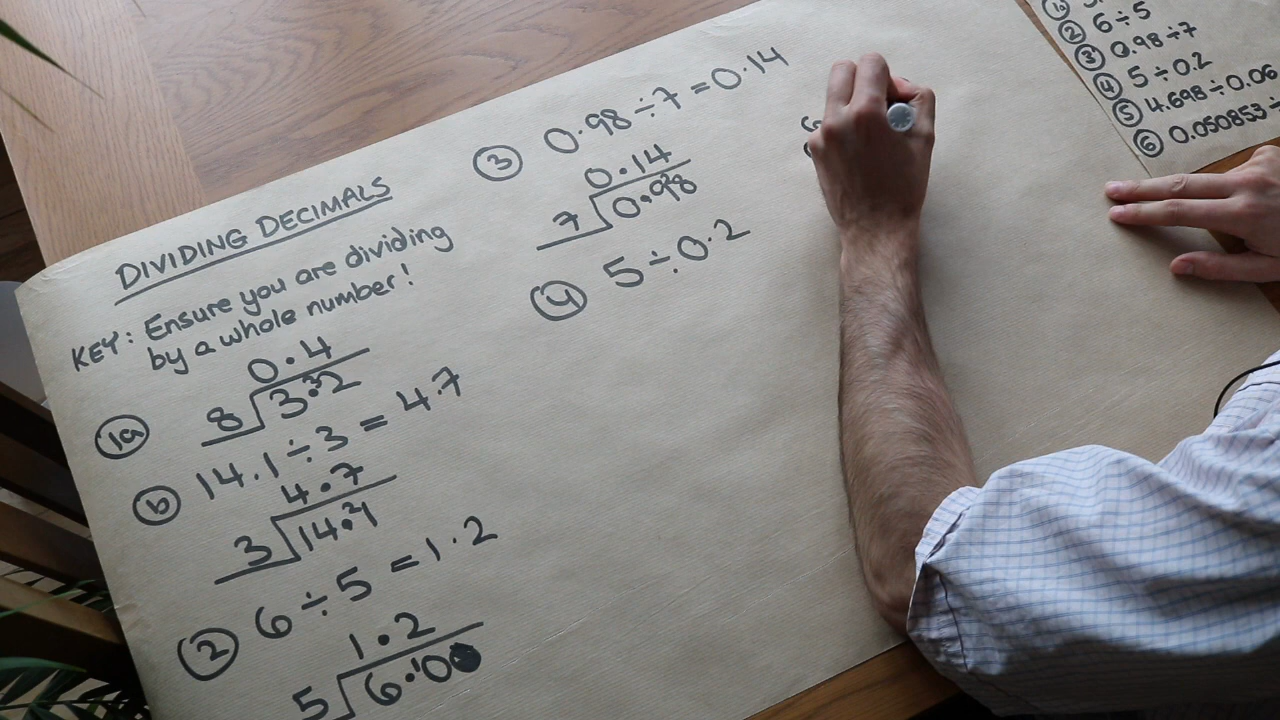 DIVIDING DECIMALS
KEY: Ensure you are dividing
by a whole number!
1a
0.4
8 3.32
b 14.1÷3 = 4.7
4.7
3 14.21
2 6÷5 = 1.2
1.2
5 6.10
3 0.98÷7 = 0.14
0.14
7 0.928
4 5÷0.2
2 6÷5
3 0.98÷7
4 5÷0.2
5 4.698÷0.06
6 0.050853÷